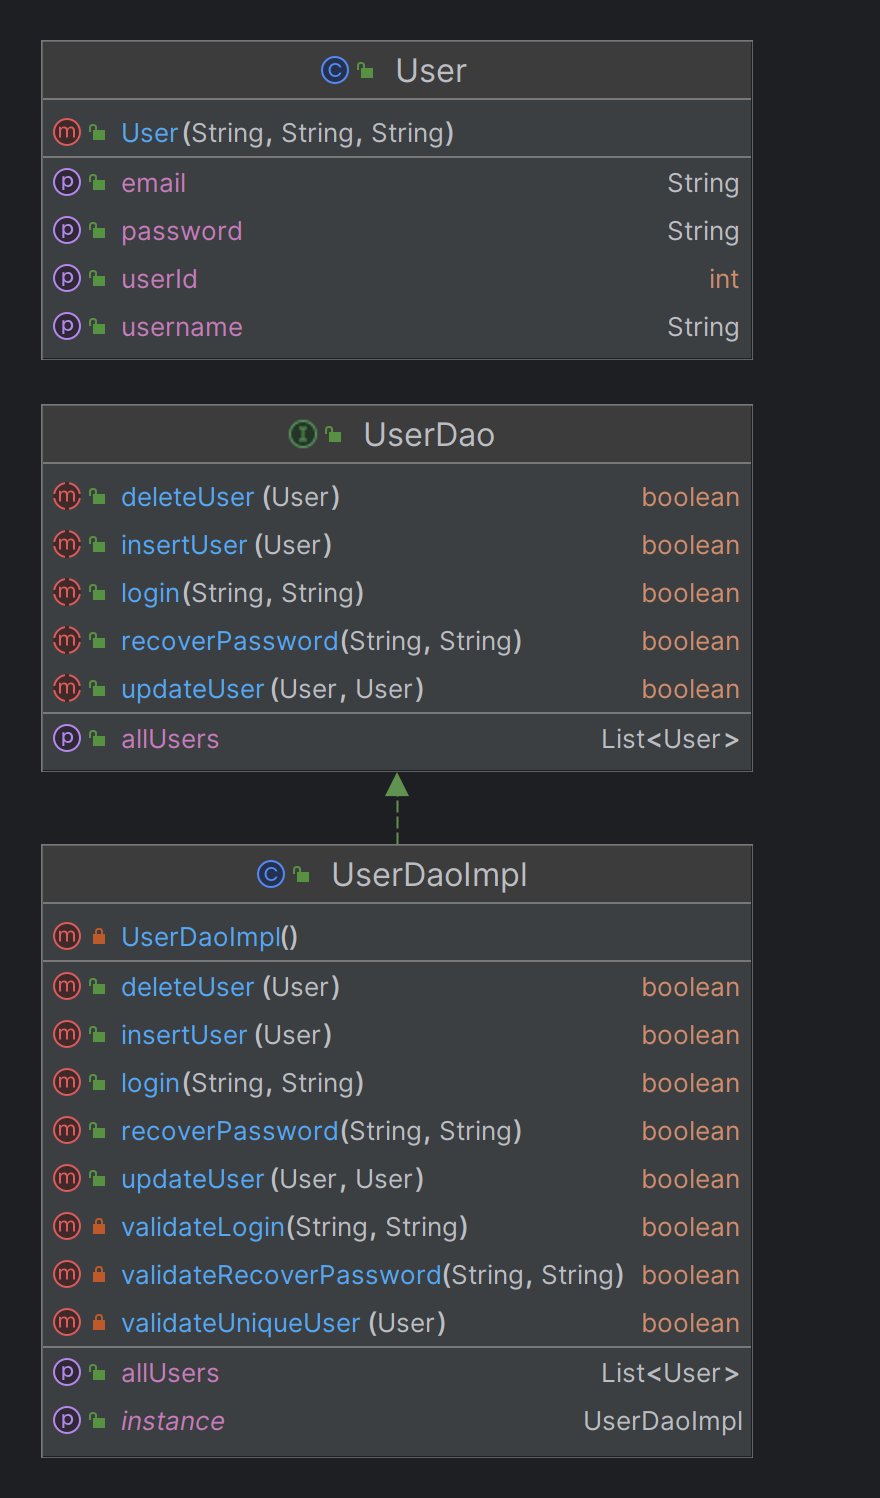 User
User(String, String, String)
email String
password String
userId int
username String
UserDao
deleteUser(User) boolean
insertUser(User) boolean
login(String, String) boolean
recoverPassword(String, String) boolean
updateUser(User, User) boolean
allUsers List<User>
UserDaoImpl
UserDaoImpl()
deleteUser(User) boolean
insertUser(User) boolean
login(String, String) boolean
recoverPassword(String, String) boolean
updateUser(User, User) boolean
validateLogin(String, String) boolean
validateRecoverPassword(String, String) boolean
validateUniqueUser(User) boolean
allUsers List<User>
instance UserDaoImpl